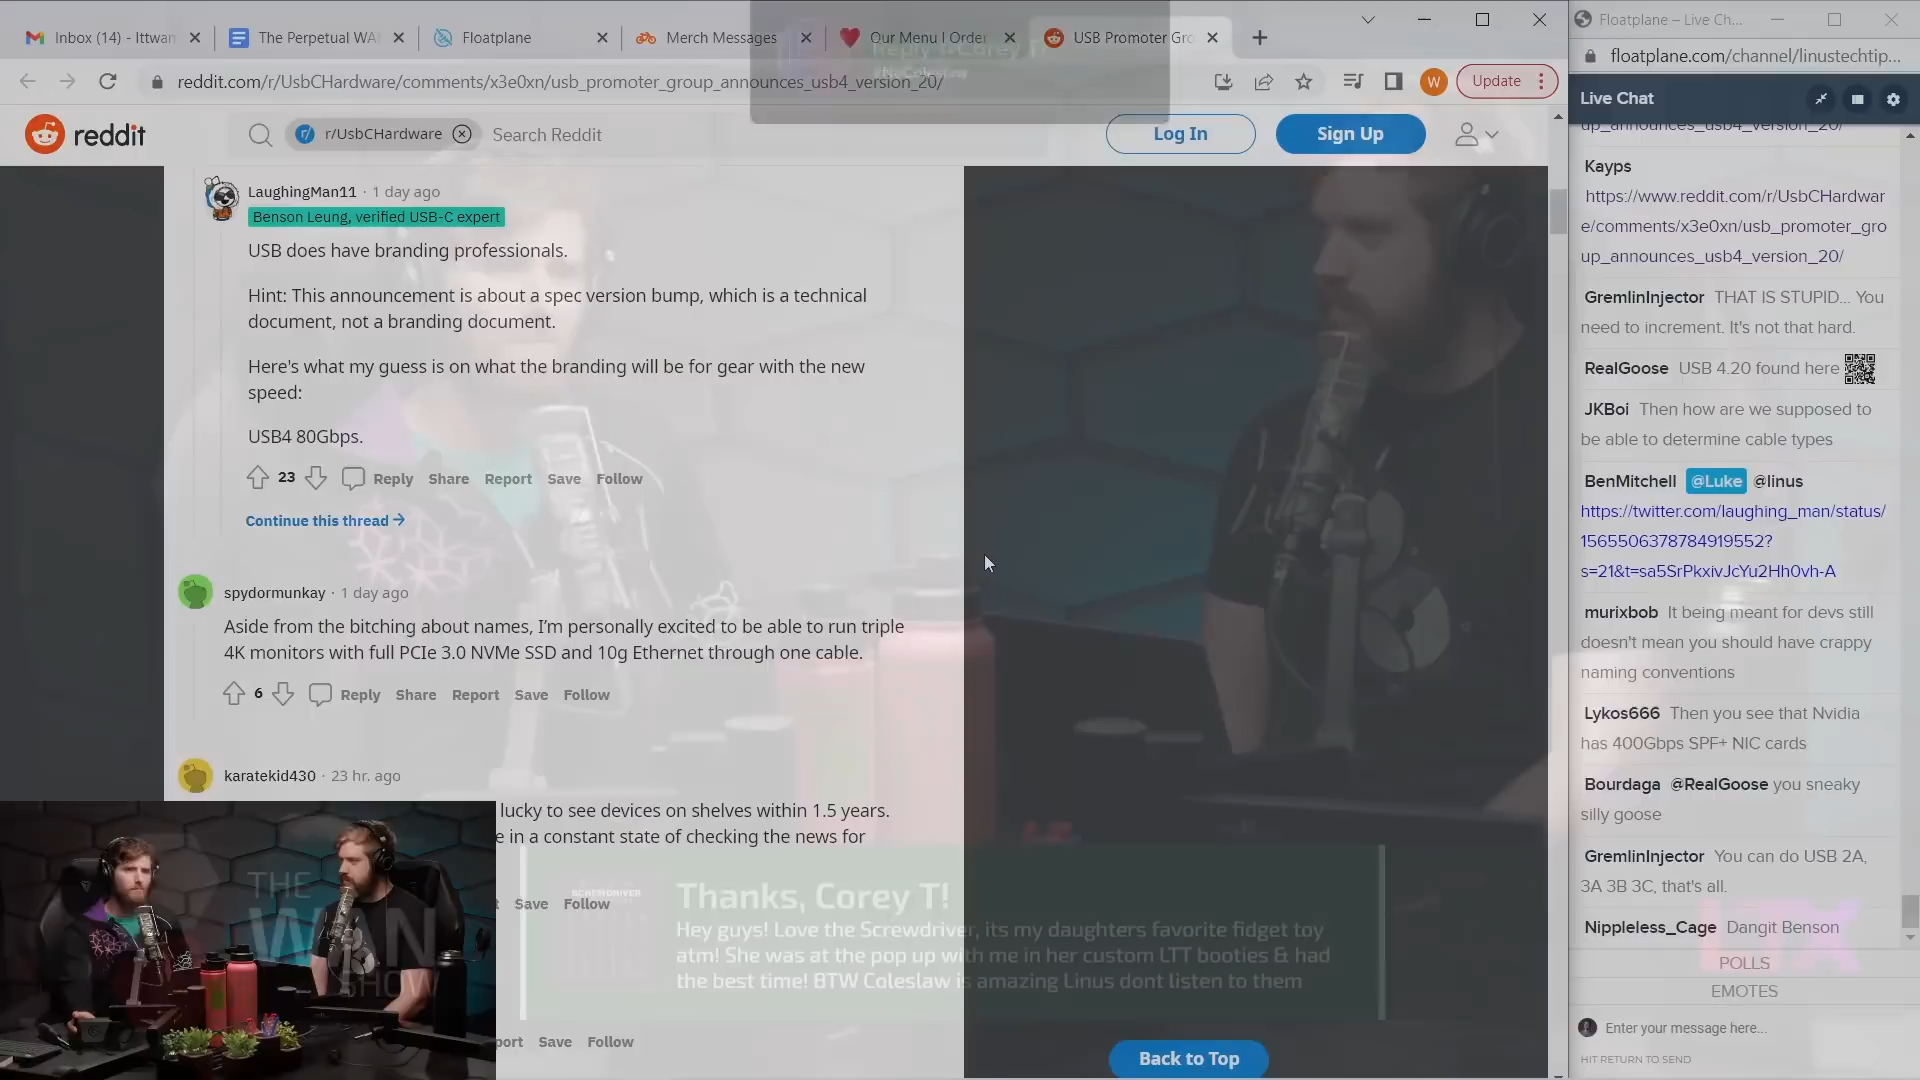 Inbox (14) - lttwan
The Perpetual WA
Floatplane
Merch Messages
Our Menu | Order
USB Promoter Gro
Floatplane – Live Ch...
reddit.com/r/UsbCHardware/comments/x3e0xn/usb_promoter_group_announces_usb4_version_20/
W
Update
floatplane.com/channel/linustechtip...
reddit
r/UsbCHardware
Search Reddit
Log In
Sign Up
LaughingMan11 · 1 day ago
Benson Leung, verified USB-C expert
USB does have branding professionals.
Hint: This announcement is about a spec version bump, which is a technical
document, not a branding document.
Here's what my guess is on what the branding will be for gear with the new
speed:
USB4 80Gbps.
23 Reply Share Report Save Follow
Continue this thread
spydormunkay · 1 day ago
Aside from the bitching about names, I’m personally excited to be able to run triple
4K monitors with full PCIe 3.0 NVMe SSD and 10g Ethernet through one cable.
6 Reply Share Report Save Follow
karatekid430 · 23 hr. ago
lucky to see devices on shelves within 1.5 years.
e in a constant state of checking the news for
Save Follow
port Save Follow
Back to Top
THE
WAN
SHOW
SCREWDRIVER
Thanks, Corey T!
Hey guys! Love the Screwdriver, its my daughters favorite fidget toy
atm! She was at the pop up with me in her custom LTT booties & had
the best time! BTW Coleslaw is amazing Linus dont listen to them
Live Chat
up_announces_usb4_version_20/
Kayps
https://www.reddit.com/r/UsbCHardwar
e/comments/x3e0xn/usb_promoter_gro
up_announces_usb4_version_20/
GremlinInjector THAT IS STUPID... You
need to increment. It's not that hard.
RealGoose USB 4.20 found here
JKBoi Then how are we supposed to
be able to determine cable types
BenMitchell @Luke @linus
https://twitter.com/laughing_man/status/
1565506378784919552?
s=21&t=sa5SrPkxivJcYu2Hh0vh-A
murixbob It being meant for devs still
doesn't mean you should have crappy
naming conventions
Lykos666 Then you see that Nvidia
has 400Gbps SPF+ NIC cards
Bourdaga @RealGoose you sneaky
silly goose
GremlinInjector You can do USB 2A,
3A 3B 3C, that's all.
Nippleless_Cage Dangit Benson
LTX
POLLS
EMOTES
Enter your message here...
HIT RETURN TO SEND